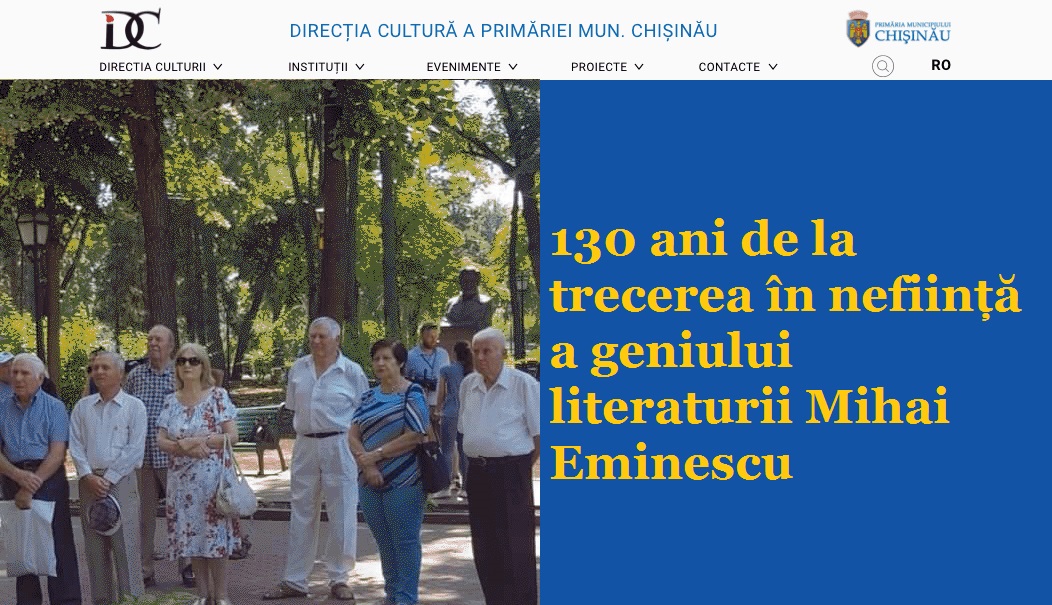 DC
DIRECȚIA CULTURĂ A PRIMĂRIEI MUN. CHIȘINĂU
PRIMĂRIA MUNICIPIULUI
CHIȘINĂU
DIRECTIA CULTURII
INSTITUȚII
EVENIMENTE
PROIECTE
CONTACTE
RO
130 ani de la
trecerea în neființă
a geniului
literaturii Mihai
Eminescu